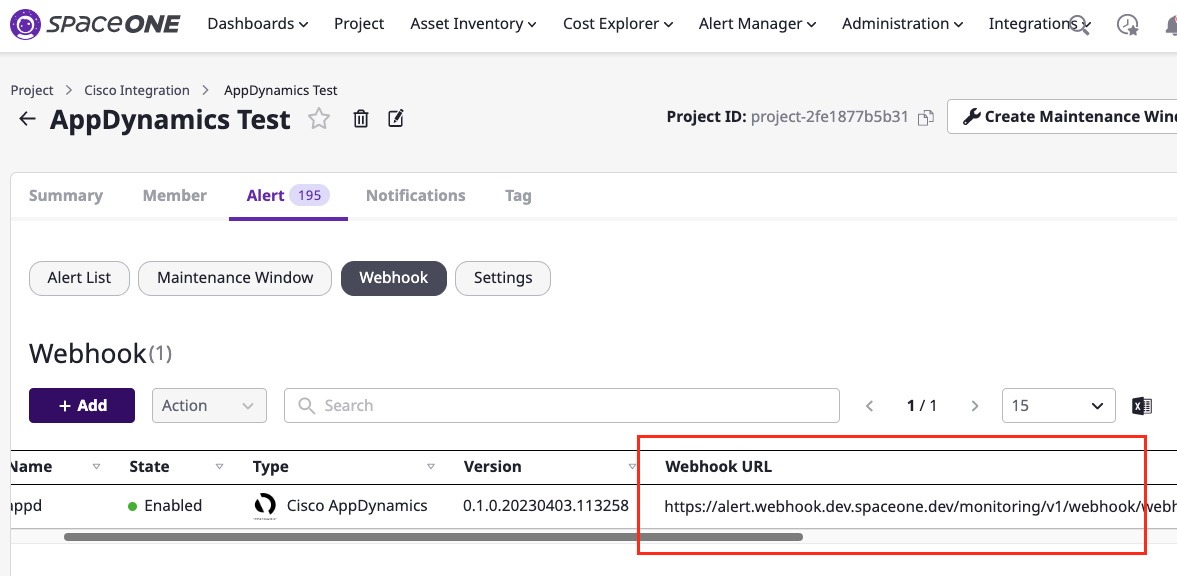 SPACEONE Dashboards Project Asset Inventory Cost Explorer Alert Manager Administration Integrations
Project > Cisco Integration > AppDynamics Test
AppDynamics Test
Project ID: project-2fe1877b5b31 Create Maintenance Wind
Summary Member Alert 195 Notifications Tag
Alert List Maintenance Window Webhook Settings
Webhook (1)
+ Add Action Search 1 / 1 15
Name State Type Version Webhook URL
appd Enabled Cisco AppDynamics 0.1.0.20230403.113258 https://alert.webhook.dev.spaceone.dev/monitoring/v1/webhook/webh